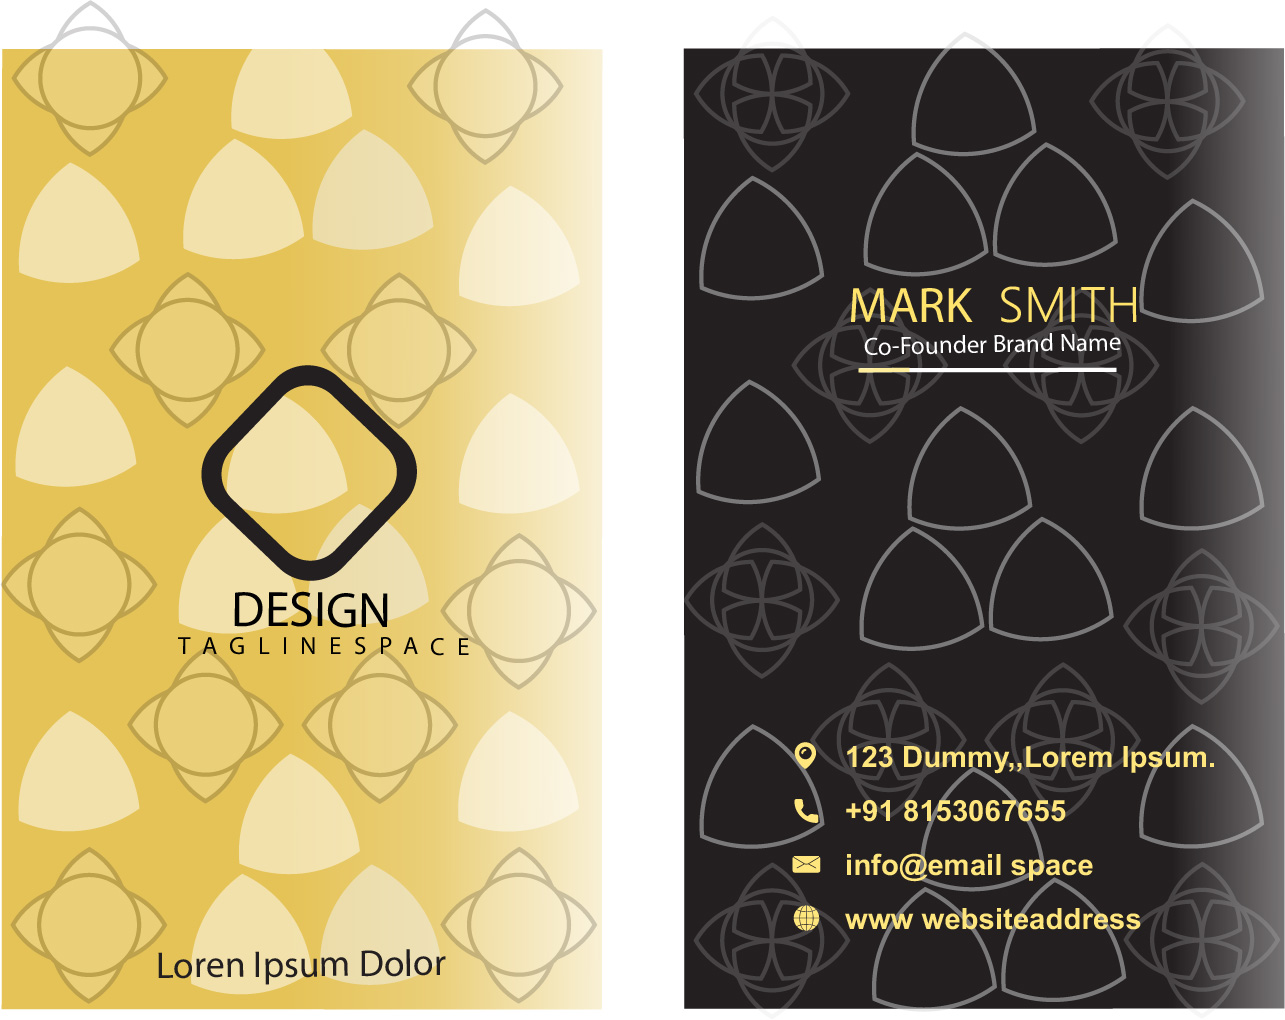 DESIGN
TAGLINESPACE
Loren Ipsum Dolor
MARK SMITH
Co-Founder Brand Name
123 Dummy,,Lorem Ipsum.
+91 8153067655
info@email space
www websiteaddress